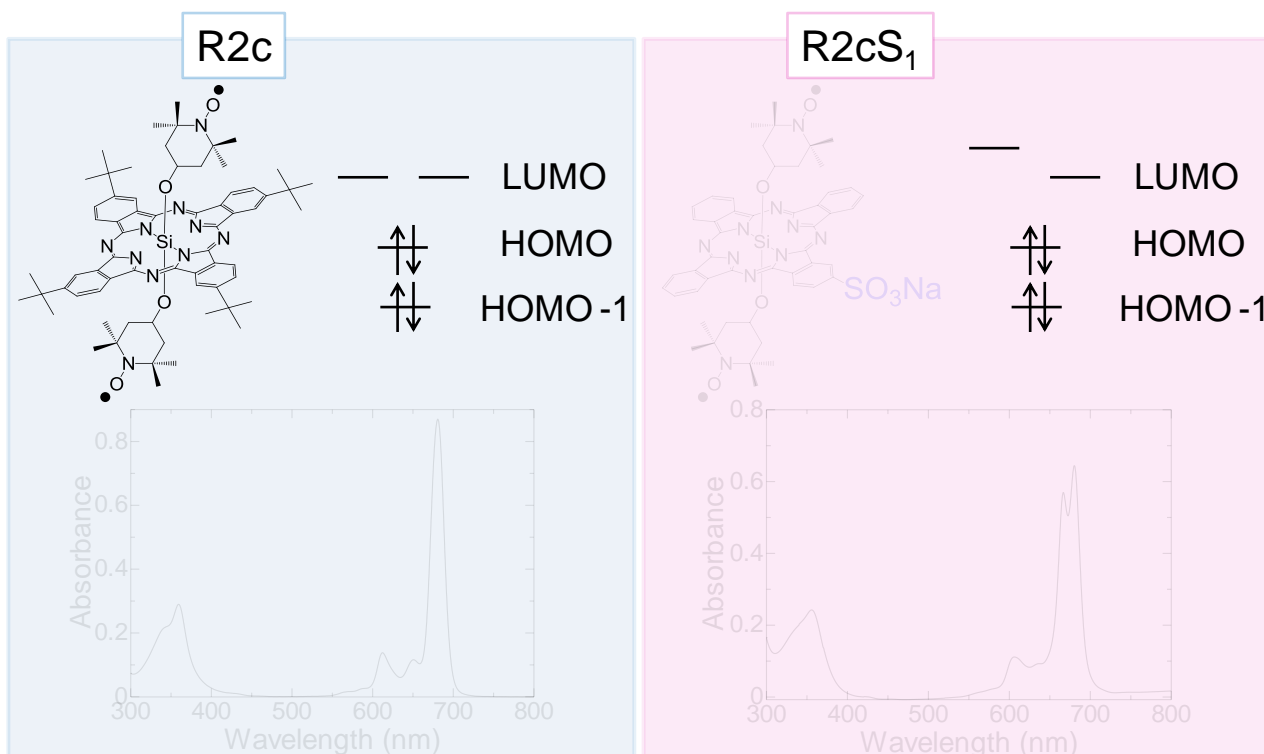 R2c
R2cS₁
LUMO
HOMO
HOMO -1
LUMO
HOMO
HOMO -1
O
N
O
N
N
N
N
Si
N
N
N
N
N
O
N
O
O
N
O
N
N
N
N
Si
N
N
N
N
N
SO₃Na
O
N
O
Absorbance
0.8
0.6
0.4
0.2
0
300 400 500 600 700 800
Wavelength (nm)
Absorbance
0.8
0.6
0.4
0.2
0
300 400 500 600 700 800
Wavelength (nm)